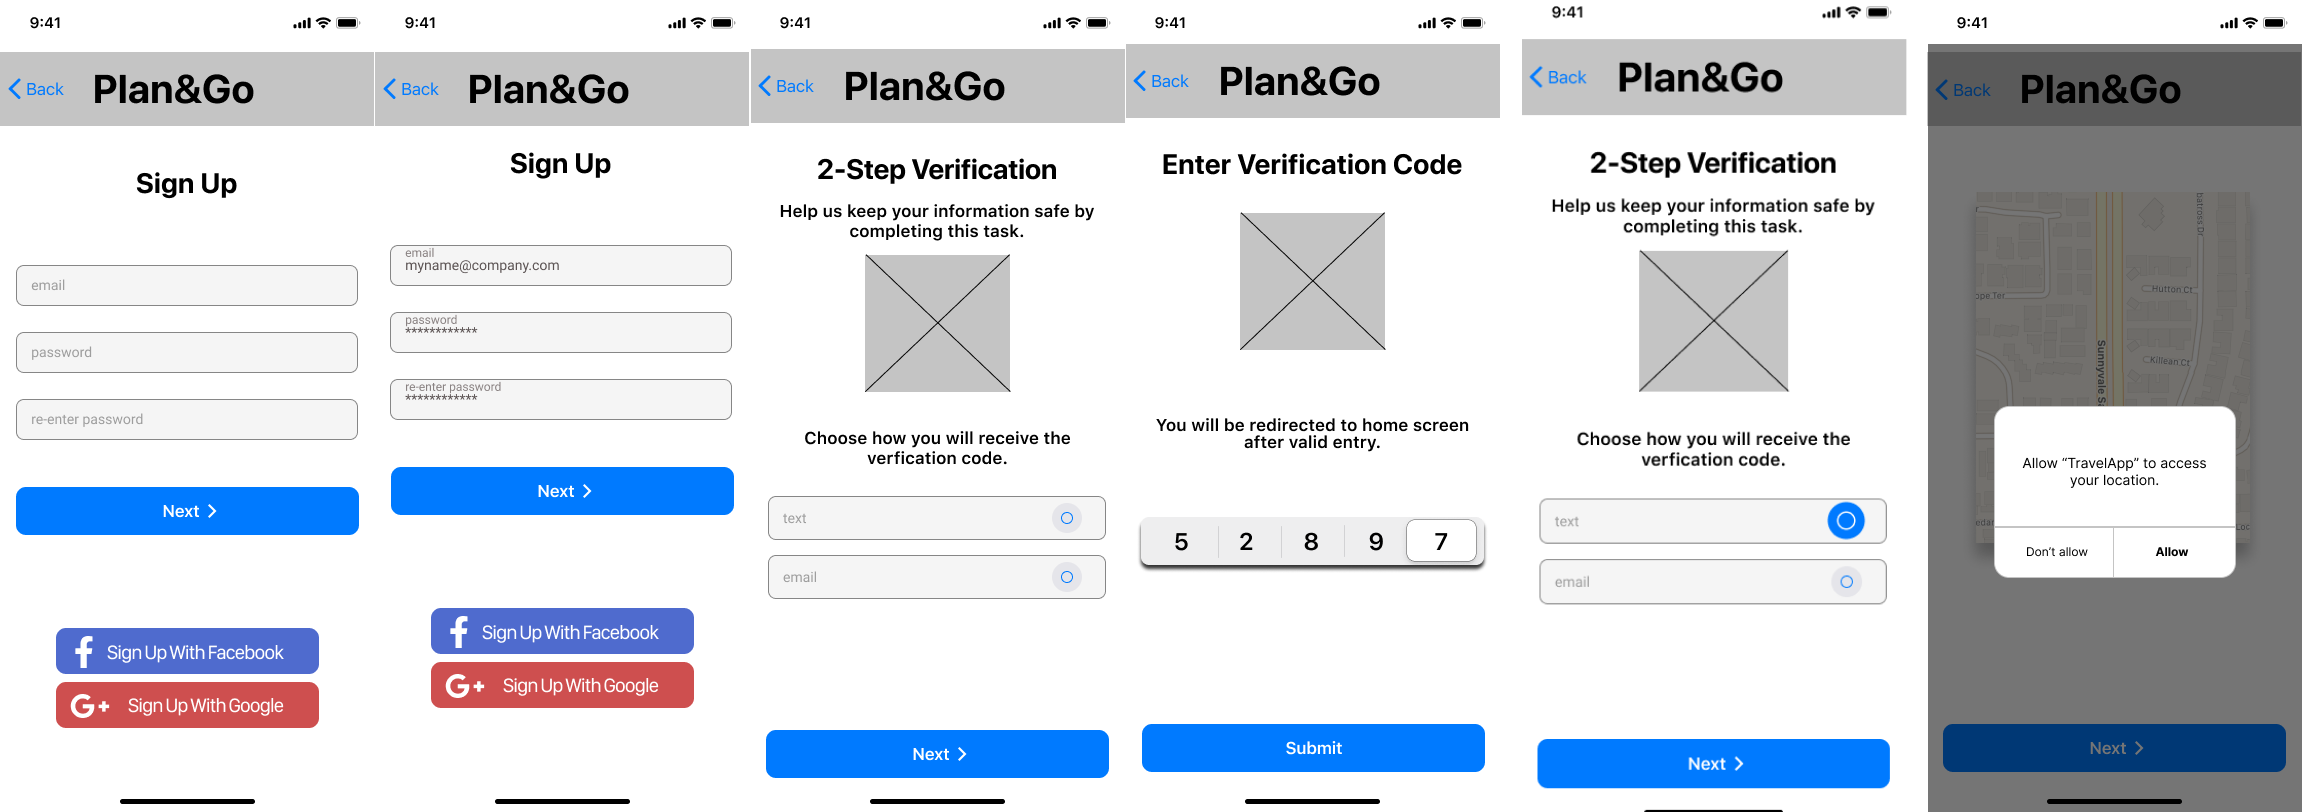 9:41
Back
Plan&Go
Sign Up
email
password
re-enter password
Next
Sign Up With Facebook
G+ Sign Up With Google
9:41
Back
Plan&Go
Sign Up
email
myname@company.com
password
************
re-enter password
************
Next
Sign Up With Facebook
G+ Sign Up With Google
9:41
Back
Plan&Go
2-Step Verification
Help us keep your information safe by
completing this task.
Choose how you will receive the
verfication code.
text
email
Next
9:41
Back
Plan&Go
Enter Verification Code
You will be redirected to home screen
after valid entry.
5 2 8 9 7
Submit
9:41
Back
Plan&Go
2-Step Verification
Help us keep your information safe by
completing this task.
Choose how you will receive the
verfication code.
text
email
Next
9:41
Back
Plan&Go
Hutton Ct
ope Ter
Killean Ct
Sunnyvale
Allow “TravelApp” to access
your location.
Don’t allow
Allow
Next